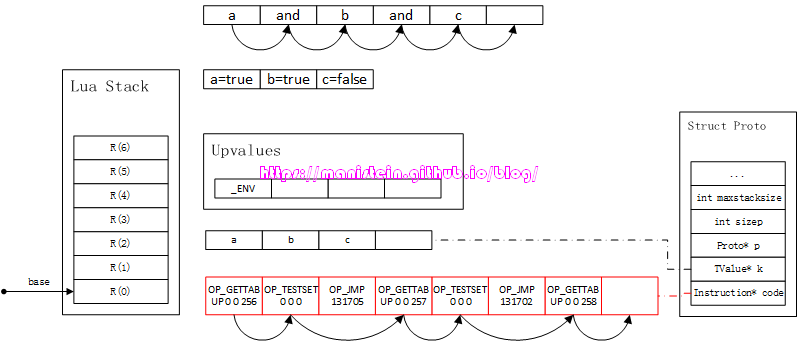 a and b and c
a=true b=true c=false
Lua Stack
R(6)
R(5)
R(4)
R(3)
R(2)
R(1)
R(0)
base
Upvalues
https://manistein.github.io/blog/
_ENV
a b c
OP_GETTAB OP_TESTSET OP_JMP OP_GETTAB OP_TESTSET OP_JMP OP_GETTAB
UP 0 0 256 0 0 0 131705 UP 0 0 257 0 0 0 131702 UP 0 0 258
Struct Proto
...
int maxstacksize
int sizep
Proto* p
TValue* k
Instruction* code